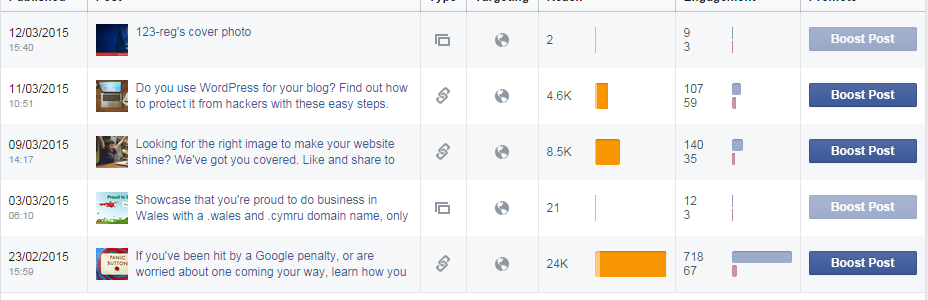 Published Post Type Targeting Reach Engagement Promote
12/03/2015
15:40
123-reg's cover photo
2
9
3
Boost Post
11/03/2015
10:51
Do you use WordPress for your blog? Find out
how to protect it from hackers with these easy steps.
4.6K
107
59
Boost Post
09/03/2015
14:17
Looking for the right image to make your website
shine? We've got you covered. Like and share to
8.5K
140
35
Boost Post
03/03/2015
06:10
Showcase that you're proud to do business in
Wales with a .wales and .cymru domain name, only
21
12
3
Boost Post
23/02/2015
15:59
PANIC
BUTTON
If you've been hit by a Google penalty, or are
worried about one coming your way, learn how you
24K
718
67
Boost Post